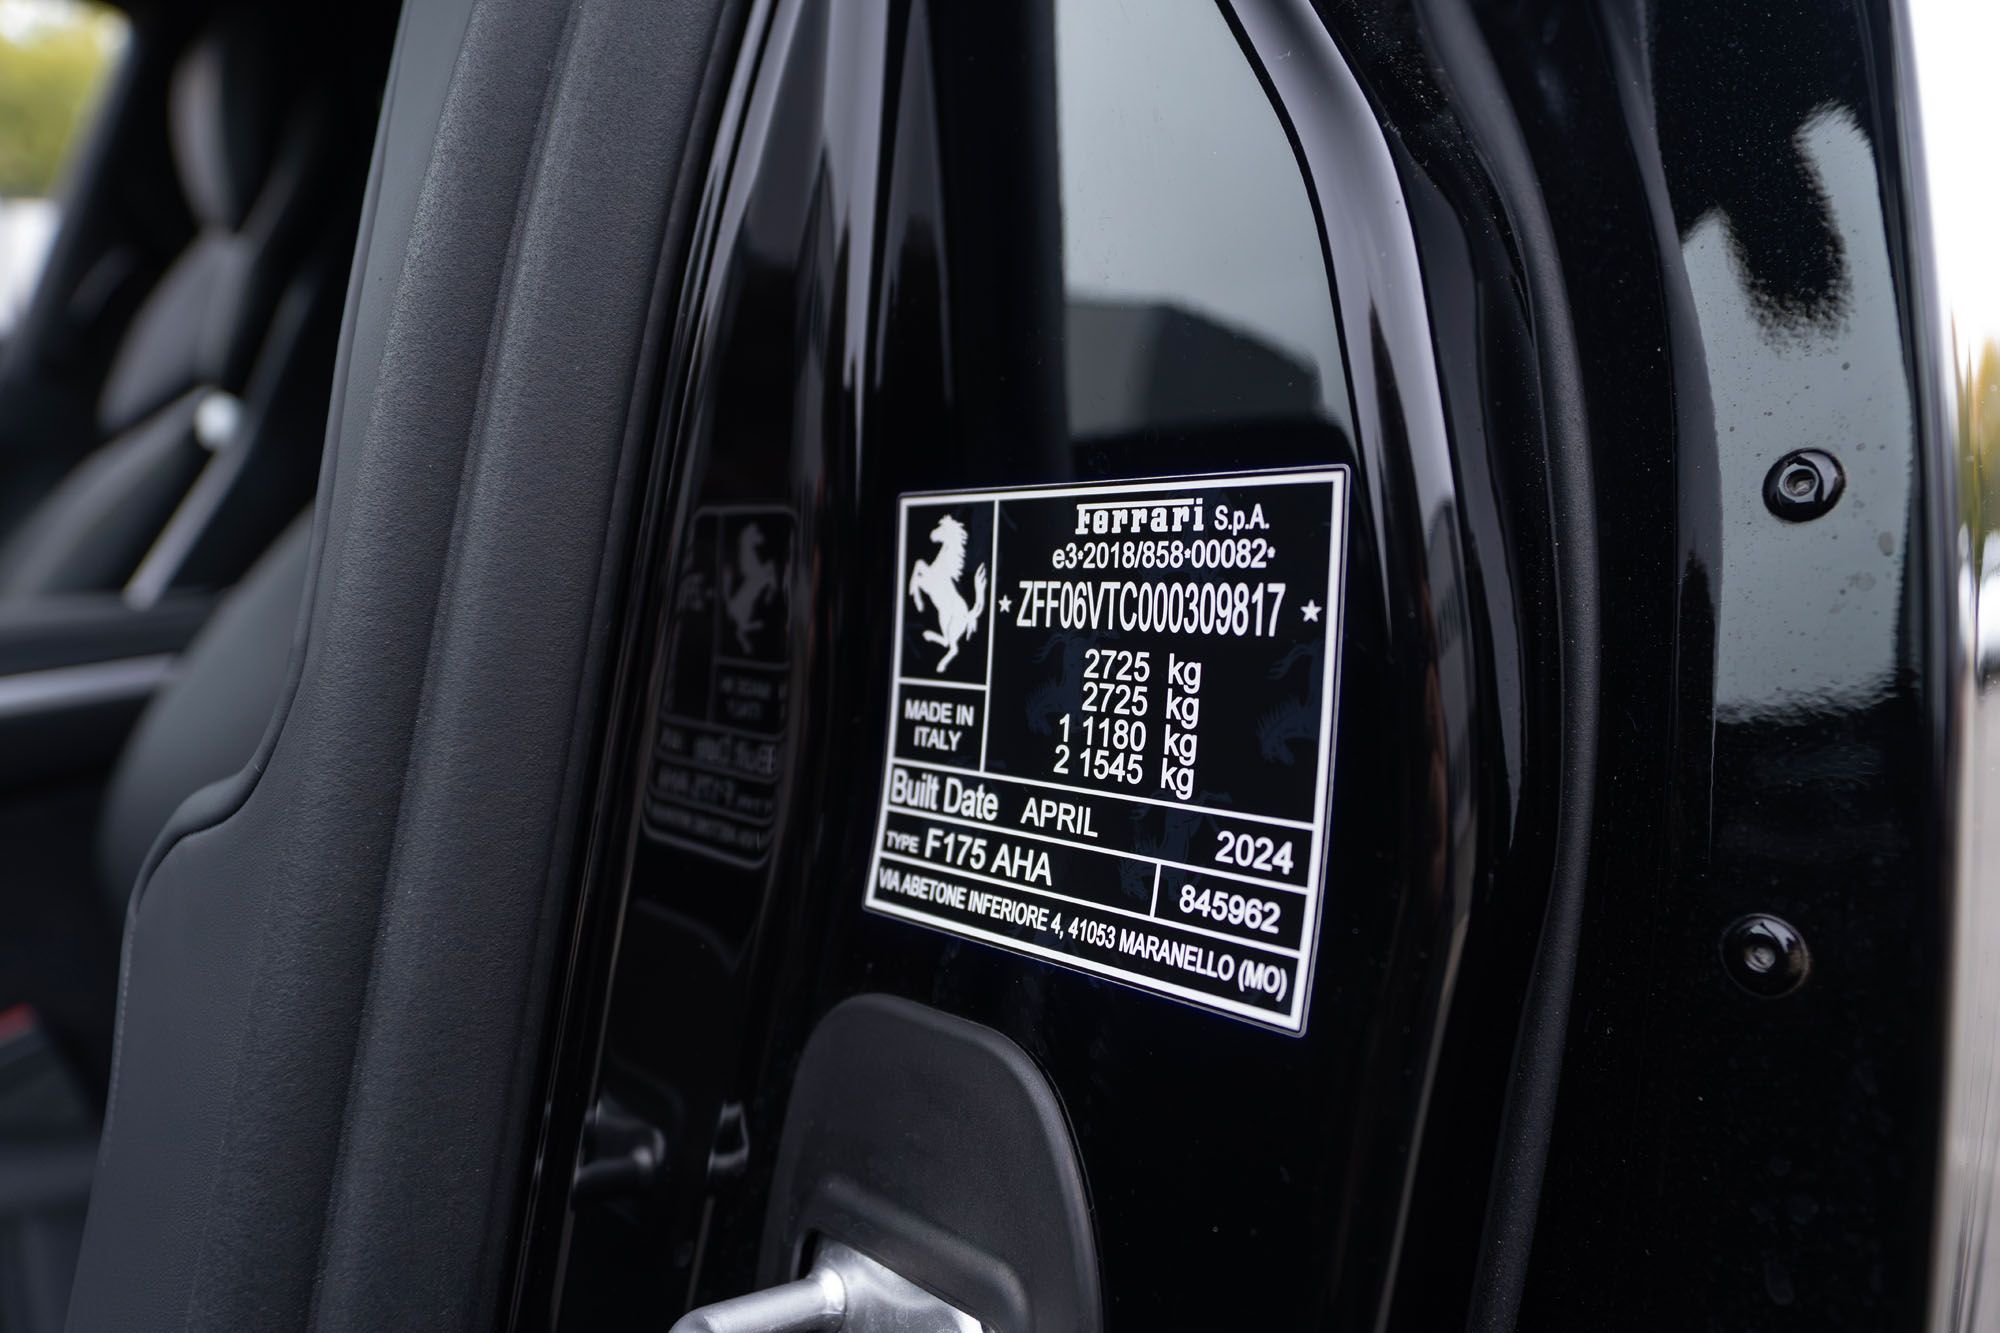 Ferrari S.p.A.
e3*2018/858*00082*
★ ZFF06VTC000309817 ★
2725 kg
2725 kg
1 1180 kg
2 1545 kg
MADE IN
ITALY
Built Date APRIL 2024
TYPE F175 AHA 845962
VIA ABETONE INFERIORE 4, 41053 MARANELLO (MO)